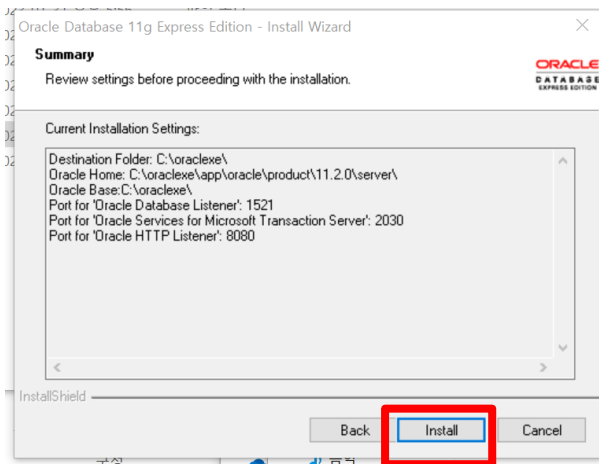 Oracle Database 11g Express Edition - Install Wizard
Summary
Review settings before proceeding with the installation.
ORACLE
DATABASE
EXPRESS EDITION
Current Installation Settings:
Destination Folder: C:\oraclexe\
Oracle Home: C:\oraclexe\app\oracle\product\11.2.0\server\
Oracle Base:C:\oraclexe\
Port for 'Oracle Database Listener': 1521
Port for 'Oracle Services for Microsoft Transaction Server': 2030
Port for 'Oracle HTTP Listener': 8080
InstallShield
Back
Install
Cancel